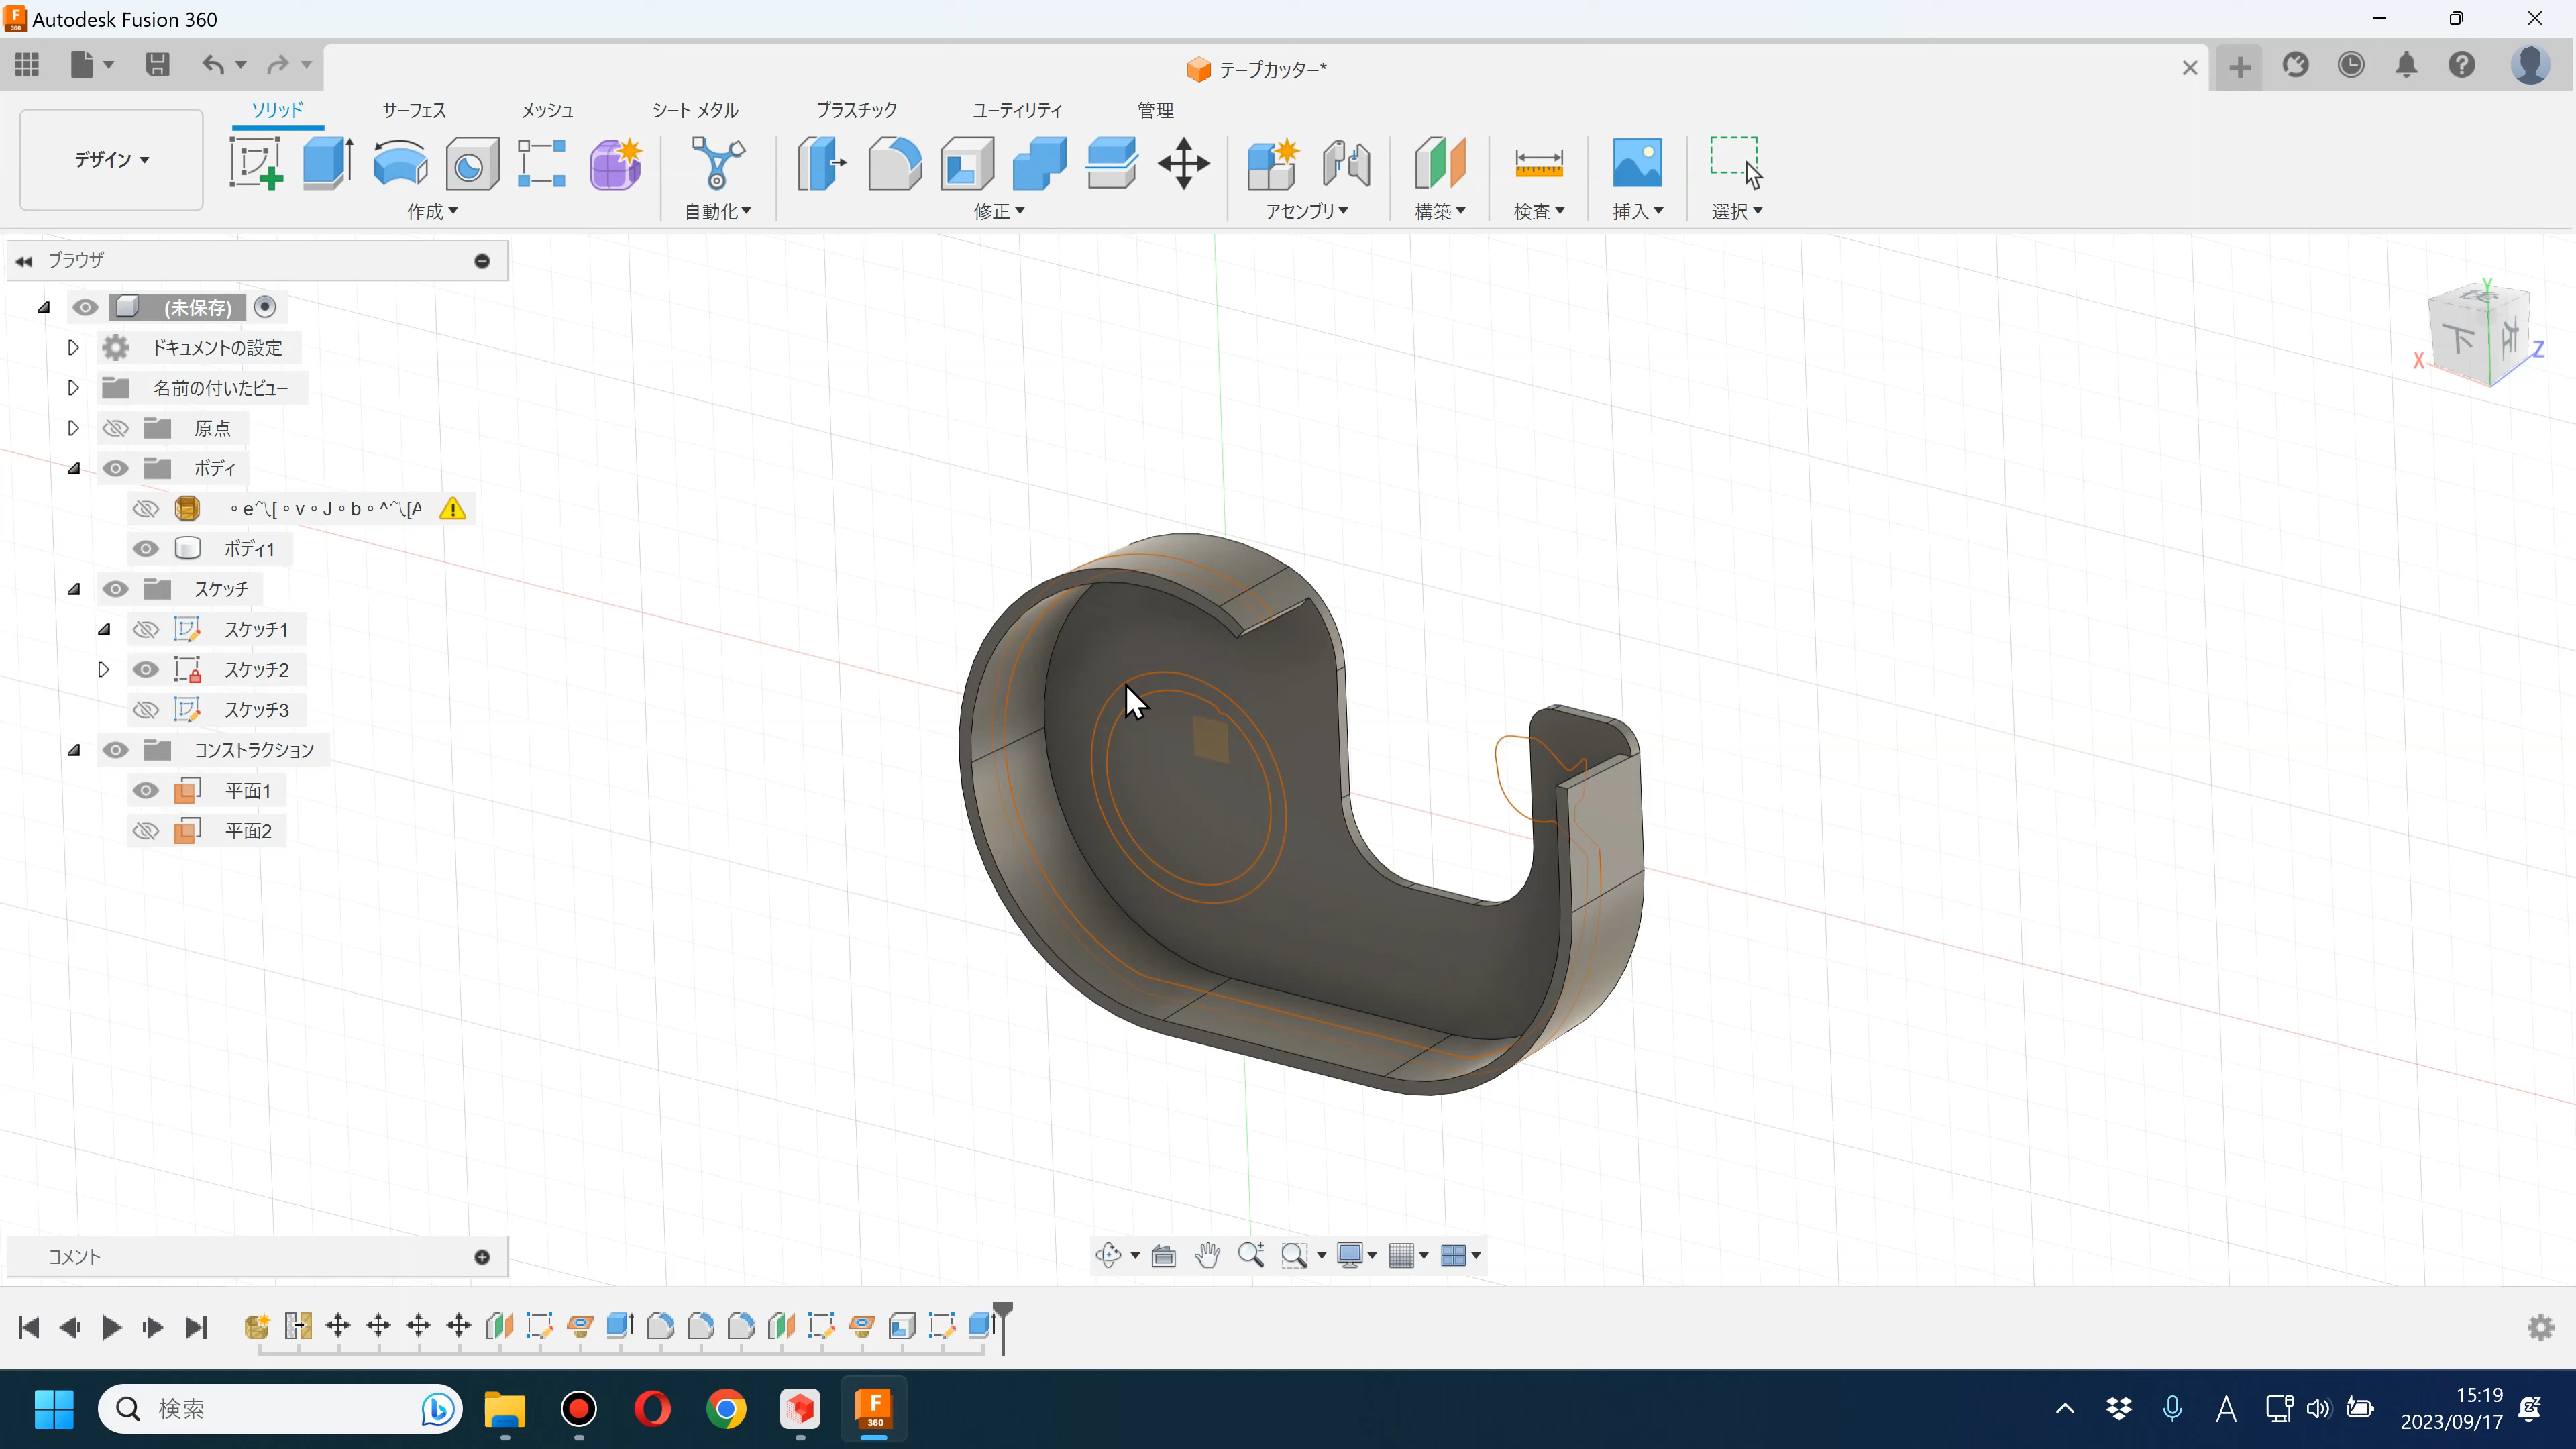 Autodesk Fusion 360
テープカッター*
ソリッド サーフェス メッシュ シート メタル プラスチック ユーティリティ 管理
デザイン
作成 自動化 修正 アセンブリ 構築 検査 挿入 選択
ブラウザ
(未保存)
ドキュメントの設定
名前の付いたビュー
原点
ボディ
ボディ1
スケッチ
スケッチ1
スケッチ2
スケッチ3
コンストラクション
平面1
平面2
Y
下
X
Z
コメント
検索
F
360
A
15:19
2023/09/17